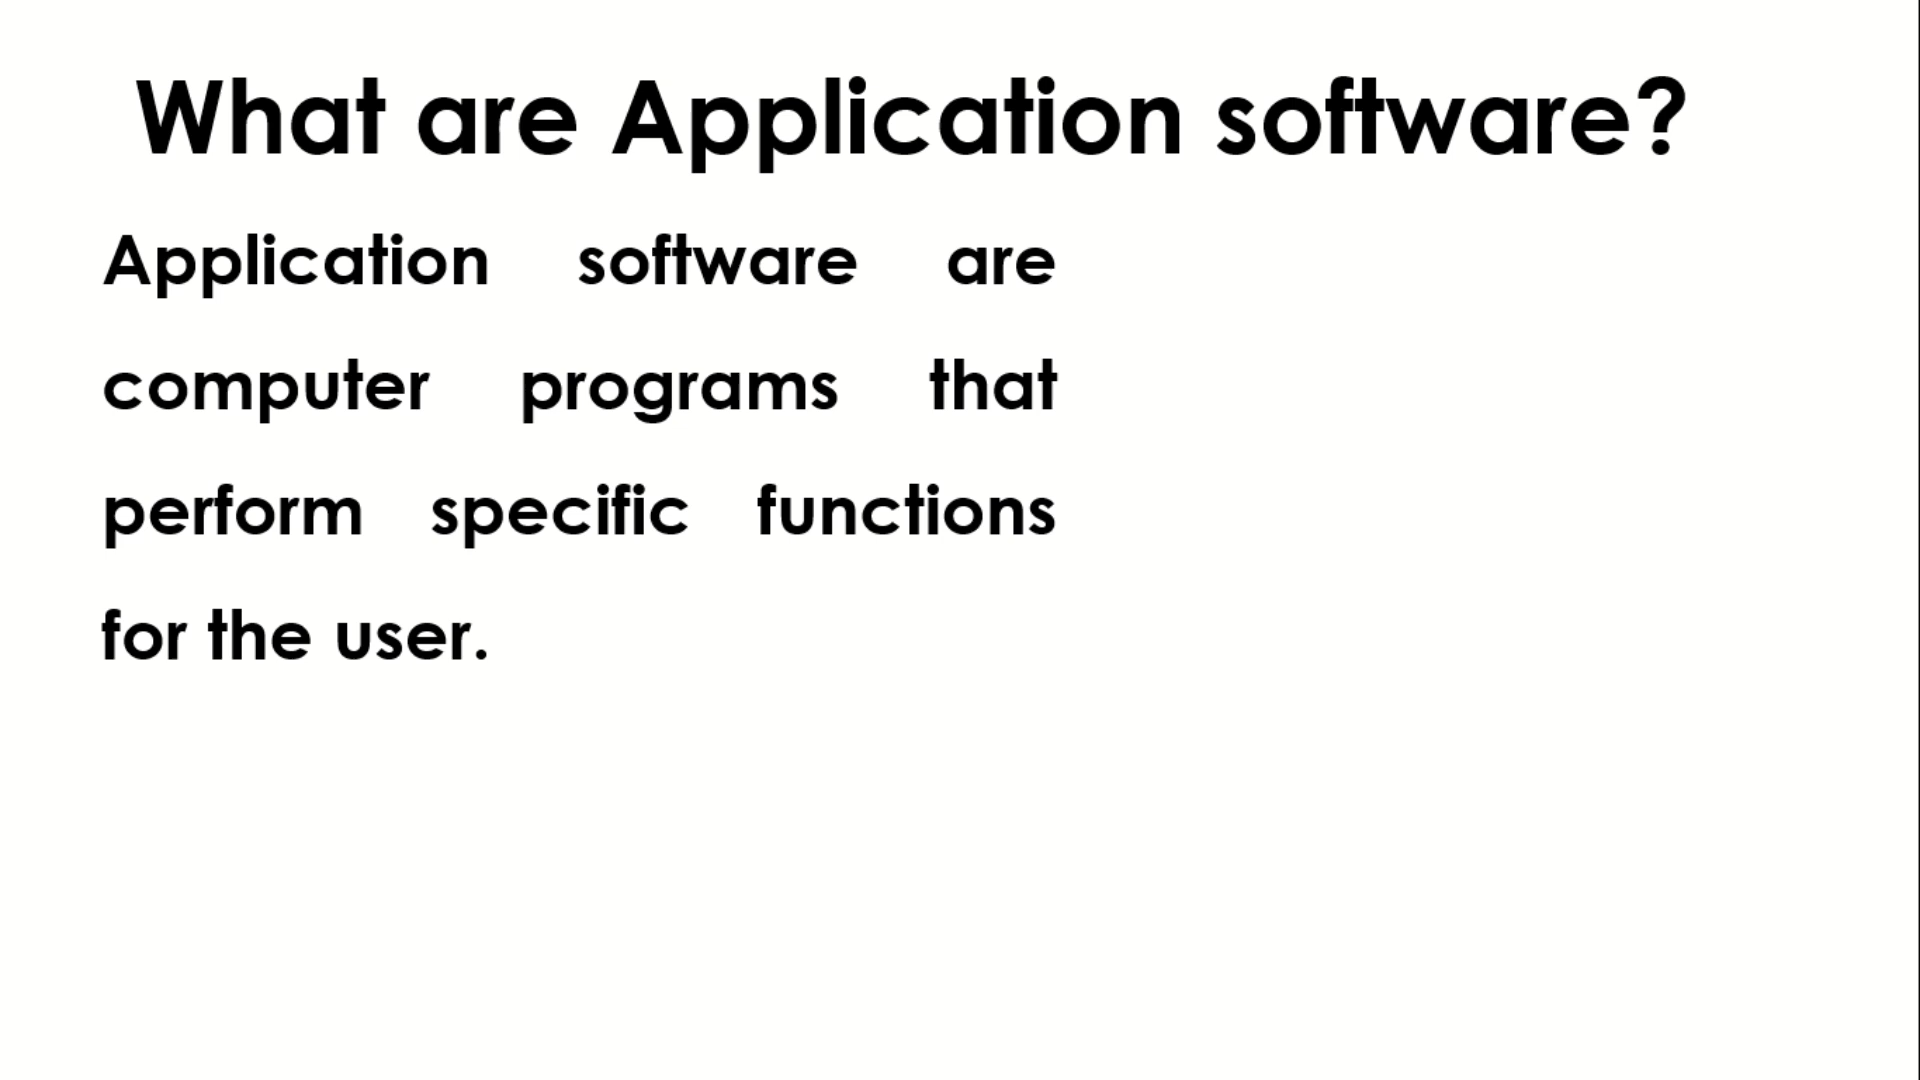 What are Application software?
Application software are
computer programs that
perform specific functions
for the user.